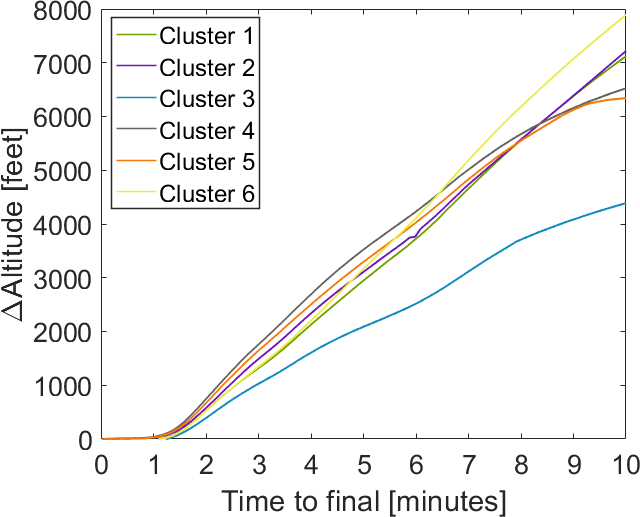 8000
7000
6000
5000
4000
3000
2000
1000
0
ΔAltitude [feet]
Cluster 1
Cluster 2
Cluster 3
Cluster 4
Cluster 5
Cluster 6
0 1 2 3 4 5 6 7 8 9 10
Time to final [minutes]